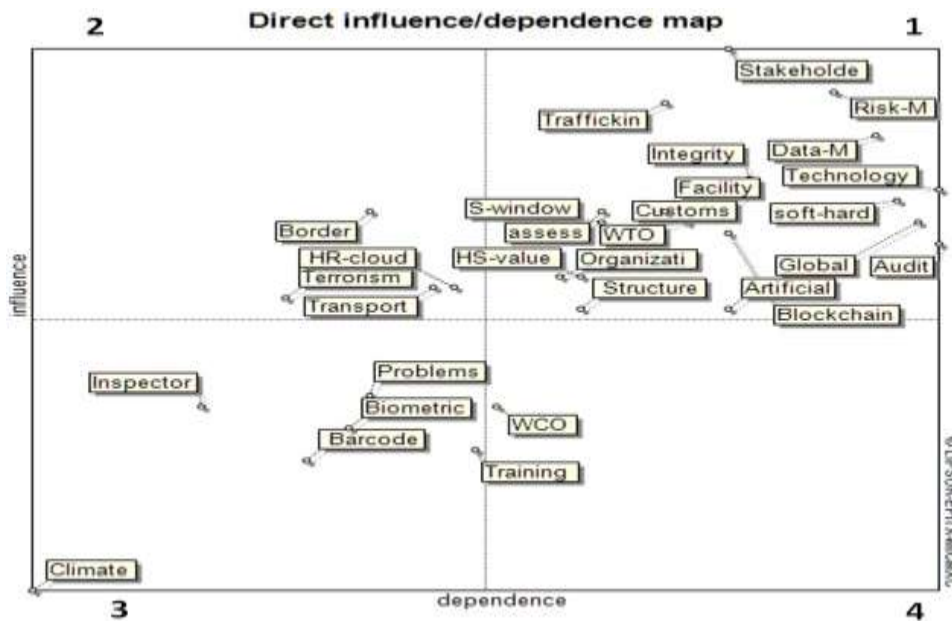 Direct influence/dependence map
2
1
Stakeholde
Risk-M
Traffickin
Data-M
Integrity
Technology
Facility
S-window
Customs
soft-hard
Border
assess
WTO
HR-cloud
HS-value
Organizati
Global
Audit
Terrorism
Structure
Artificial
Transport
Blockchain
influence
Problems
Inspector
Biometric
WCO
Barcode
Training
Climate
dependence
3
4